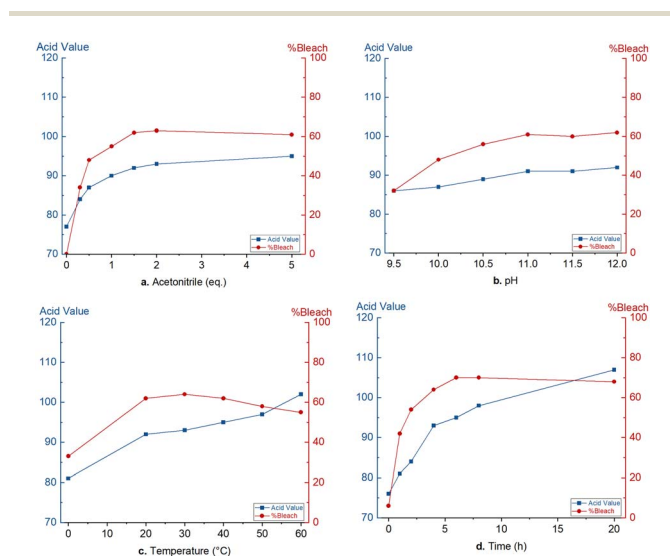 Acid Value %Bleach
120 100
110 80
100 60
90 40
80 20
70 0
0 1 2 3 4 5
Acid Value
%Bleach
a. Acetonitrile (eq.)
Acid Value %Bleach
120 100
110 80
100 60
90 40
80 20
70 0
9.5 10.0 10.5 11.0 11.5 12.0
Acid Value
%Bleach
b. pH
Acid Value %Bleach
120 100
110 80
100 60
90 40
80 20
70 0
0 10 20 30 40 50 60
Acid Value
%Bleach
c. Temperature (°C)
Acid Value %Bleach
120 100
110 80
100 60
90 40
80 20
70 0
0 5 10 15 20
Acid Value
%Bleach
d. Time (h)